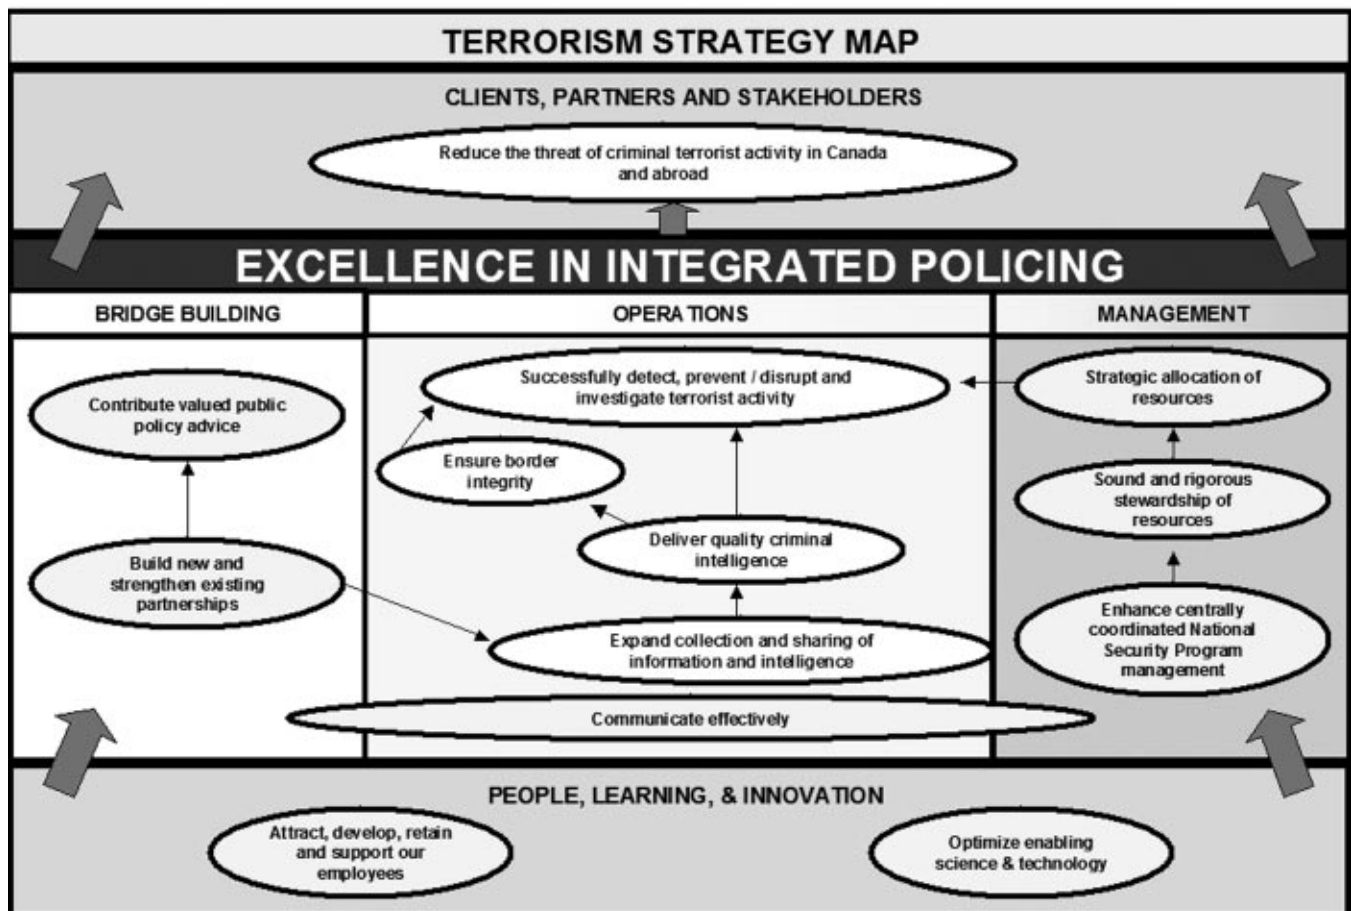 TERRORISM STRATEGY MAP
CLIENTS, PARTNERS AND STAKEHOLDERS
Reduce the threat of criminal terrorist activity in Canada
and abroad
EXCELLENCE IN INTEGRATED POLICING
BRIDGE BUILDING
Contribute valued public
policy advice
Build new and
strengthen existing
partnerships
OPERATIONS
Successfully detect, prevent / disrupt and
investigate terrorist activity
Ensure border
integrity
Deliver quality criminal
intelligence
Expand collection and sharing of
information and intelligence
MANAGEMENT
Strategic allocation of
resources
Sound and rigorous
stewardship of
resources
Enhance centrally
coordinated National
Security Program
management
Communicate effectively
PEOPLE, LEARNING, & INNOVATION
Attract, develop, retain
and support our
employees
Optimize enabling
science & technology